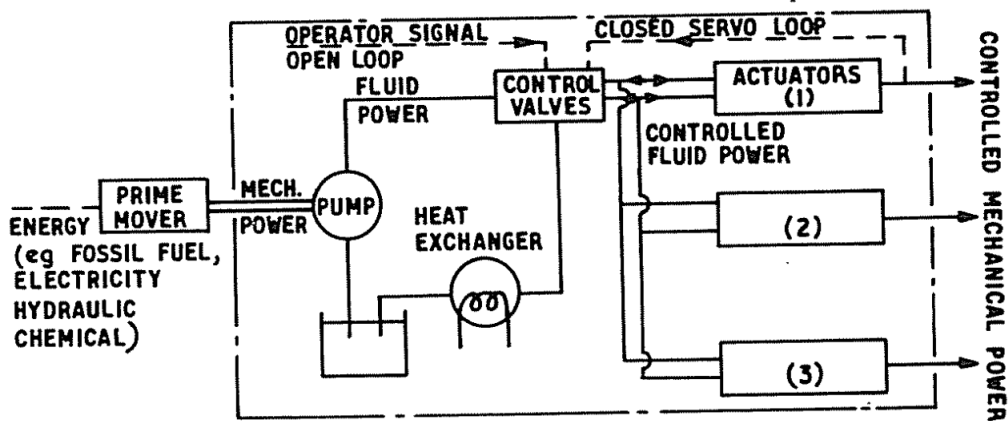 OPERATOR SIGNAL
OPEN LOOP
CLOSED SERVO LOOP
FLUID
POWER
CONTROL
VALVES
ACTUATORS
(1)
CONTROLLED
FLUID POWER
PRIME
MOVER
MECH.
POWER
PUMP
ENERGY
(eg FOSSIL FUEL,
ELECTRICITY
HYDRAULIC
CHEMICAL)
HEAT
EXCHANGER
(2)
(3)
CONTROLLED MECHANICAL POWER